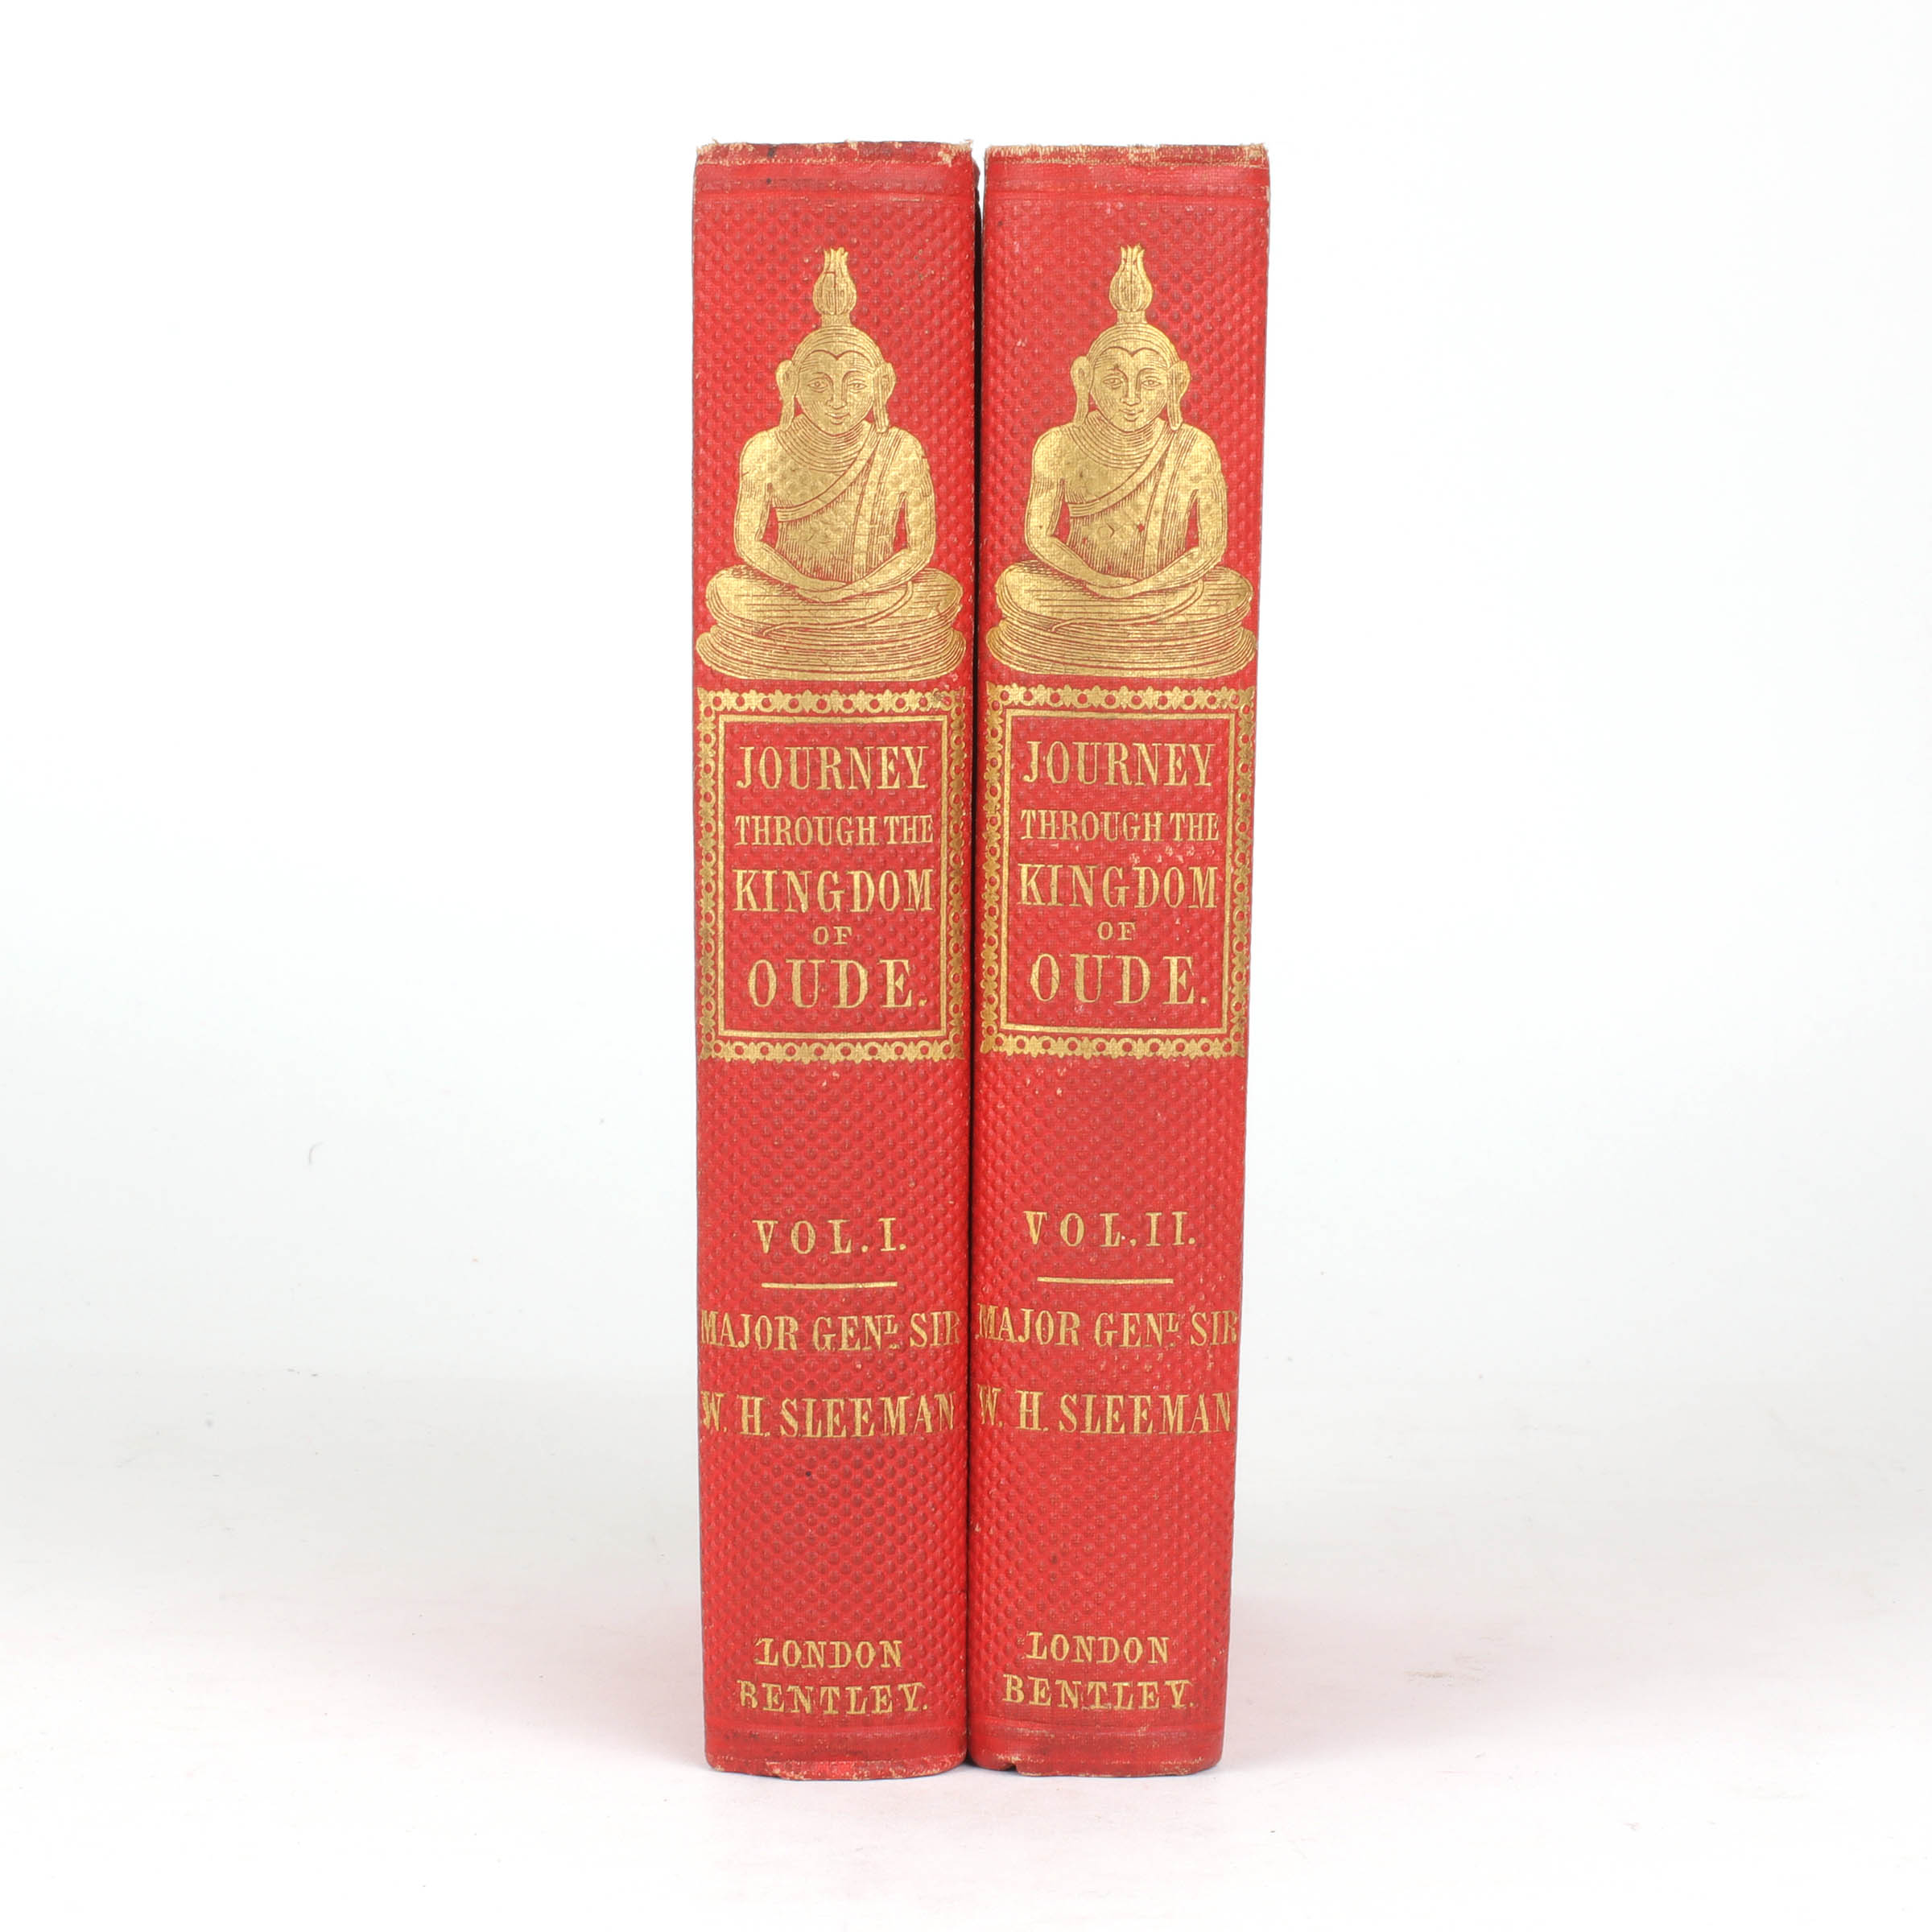 JOURNEY
THROUGH THE
KINGDOM
OF
OUDE.
VOL. I.
MAJOR GENL SIR
W. H. SLEEMAN
LONDON
BENTLEY.
JOURNEY
THROUGH THE
KINGDOM
OF
OUDE.
VOL. II.
MAJOR GENL SIR
W. H. SLEEMAN
LONDON
BENTLEY.